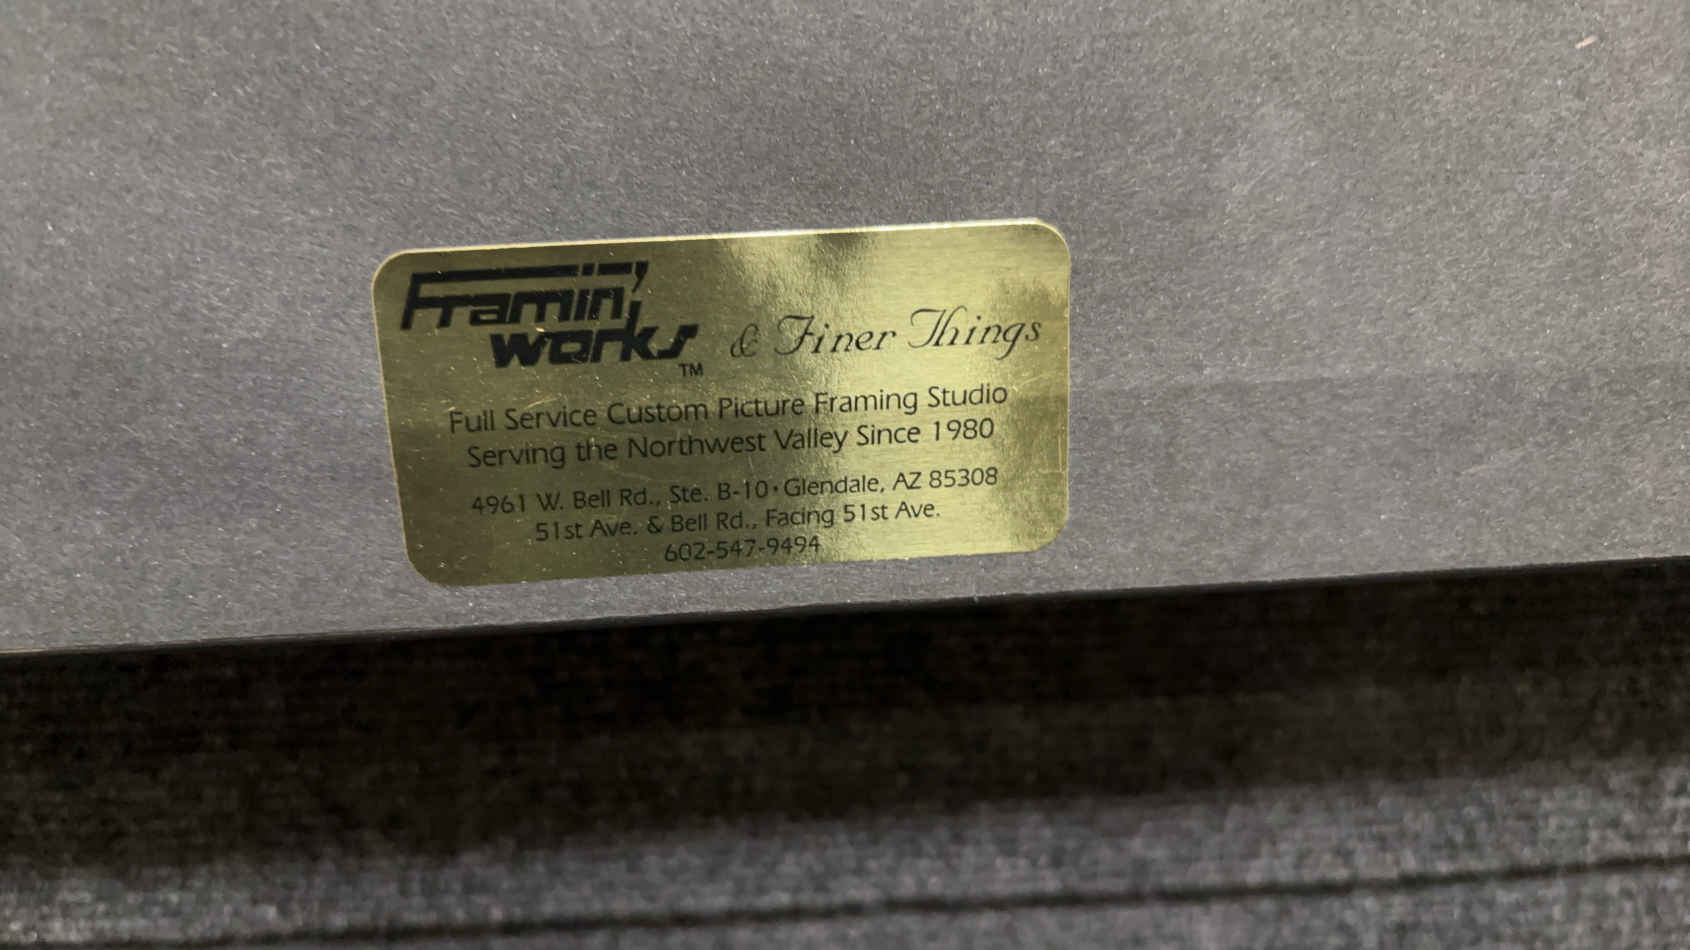 Framin'
works & Finer Things
TM
Full Service Custom Picture Framing Studio
Serving the Northwest Valley Since 1980
4961 W. Bell Rd., Ste. B-10 • Glendale, AZ 85308
51st Ave. & Bell Rd., Facing 51st Ave.
602-547-9494